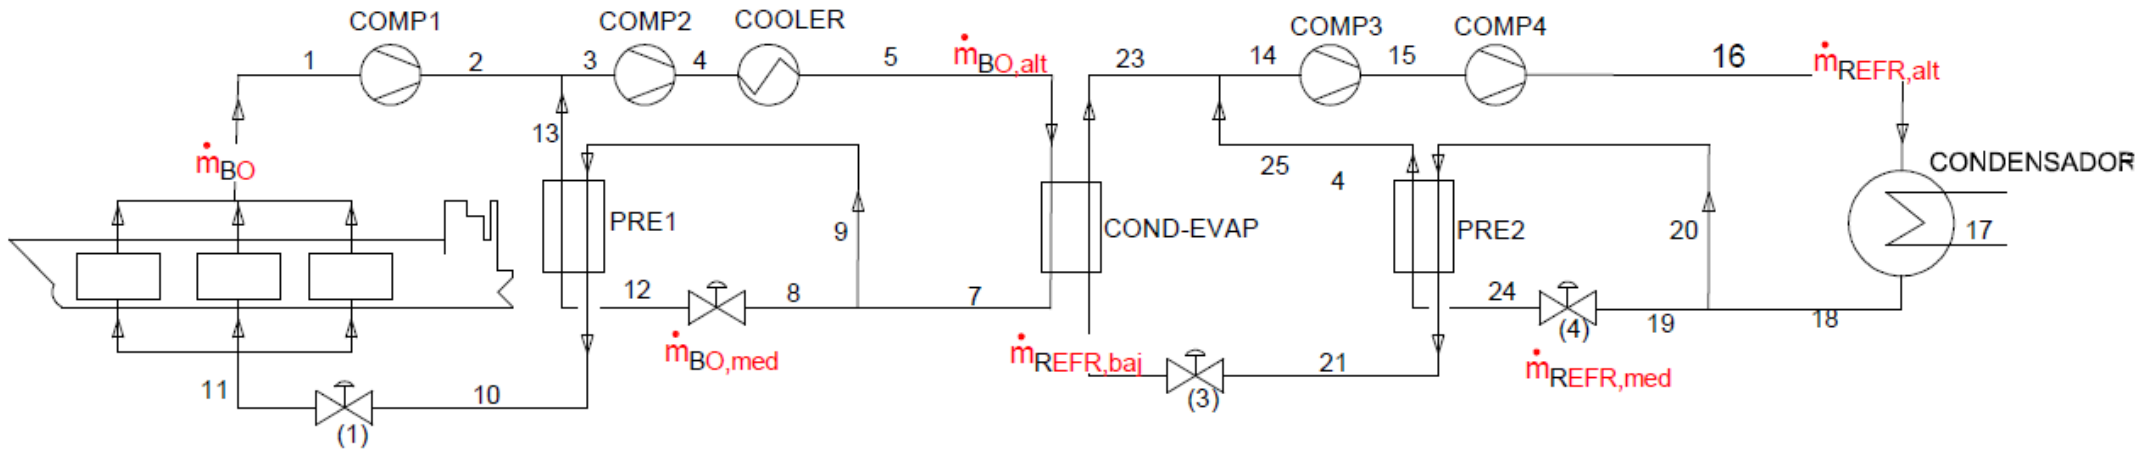 COMP1
COMP2
COOLER
COMP3
COMP4
1
2
3
4
5
ṁBO,alt
23
14
15
16
ṁREFR,alt
13
ṁBO
25
4
CONDENSADOR
PRE1
9
COND-EVAP
PRE2
20
17
12
8
7
24
19
18
(4)
ṁBO,med
ṁREFR,baj
21
ṁREFR,med
11
10
(3)
(1)